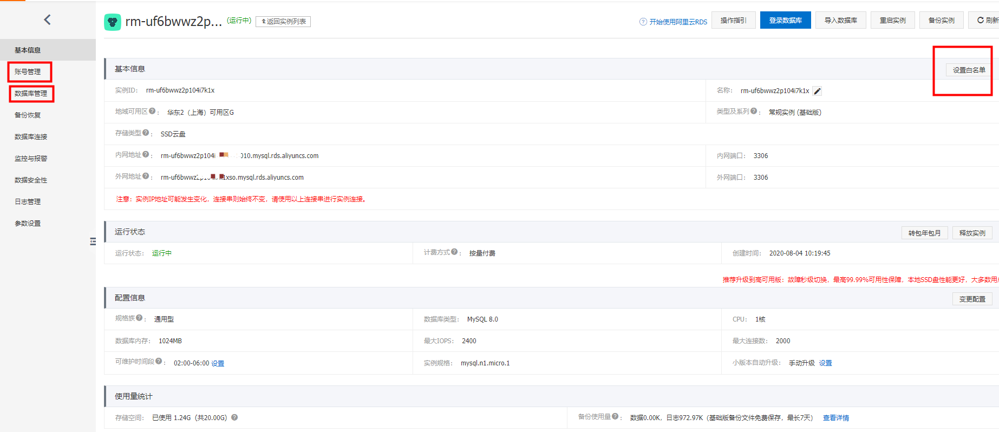 rm-uf6bwwz2p... (运行中) 返回实例列表
开始使用阿里云RDS 操作指引 登录数据库 导入数据库 重启实例 备份实例 刷新
基本信息
账号管理
数据库管理
备份恢复
数据库连接
监控与报警
数据安全性
日志管理
参数设置
基本信息 设置白名单
实例ID: rm-uf6bwwz2p104i7k1x 名称: rm-uf6bwwz2p104i7k1x
地域可用区: 华东2（上海）可用区G 类型及系列: 常规实例 (基础版)
存储类型: SSD云盘
内网地址: rm-uf6bwwz2p104i 010.mysql.rds.aliyuncs.com 内网端口: 3306
外网地址: rm-uf6bwwz k1xso.mysql.rds.aliyuncs.com 外网端口: 3306
注意：实例IP地址可能发生变化，连接串则始终不变，请使用以上连接串进行实例连接。
运行状态 转包年包月 释放实例
运行状态: 运行中 计费方式: 按量付费 创建时间: 2020-08-04 10:19:45
推荐升级到高可用版：故障秒级切换，最高99.99%可用性保障，本地SSD盘性能更好，大多数用
配置信息 变更配置
规格族: 通用型 数据库类型: MySQL 8.0 CPU: 1核
数据库内存: 1024MB 最大IOPS: 2400 最大连接数: 2000
可维护时间段: 02:00-06:00 设置 实例规格: mysql.n1.micro.1 小版本自动升级: 手动升级 设置
使用量统计
存储空间: 已使用 1.24G（共20.00G） 备份使用量: 数据0.00K，日志972.97K（基础版备份文件免费保存，最长7天） 查看详情